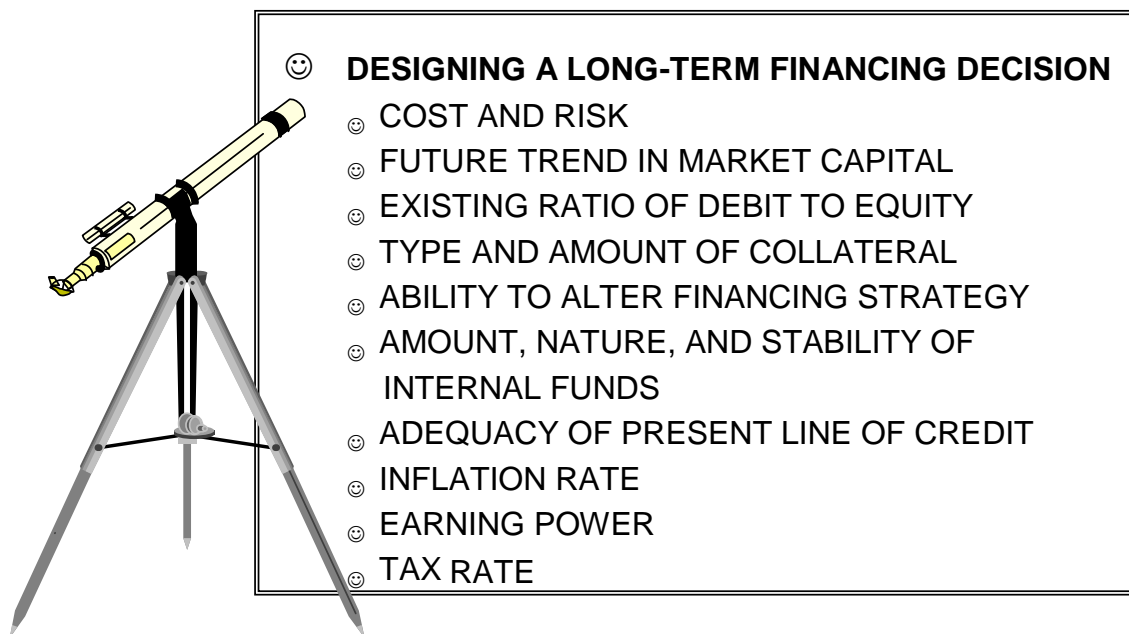 ☺ DESIGNING A LONG-TERM FINANCING DECISION
☺ COST AND RISK
☺ FUTURE TREND IN MARKET CAPITAL
☺ EXISTING RATIO OF DEBIT TO EQUITY
☺ TYPE AND AMOUNT OF COLLATERAL
☺ ABILITY TO ALTER FINANCING STRATEGY
☺ AMOUNT, NATURE, AND STABILITY OF
INTERNAL FUNDS
☺ ADEQUACY OF PRESENT LINE OF CREDIT
☺ INFLATION RATE
☺ EARNING POWER
☺ TAX RATE